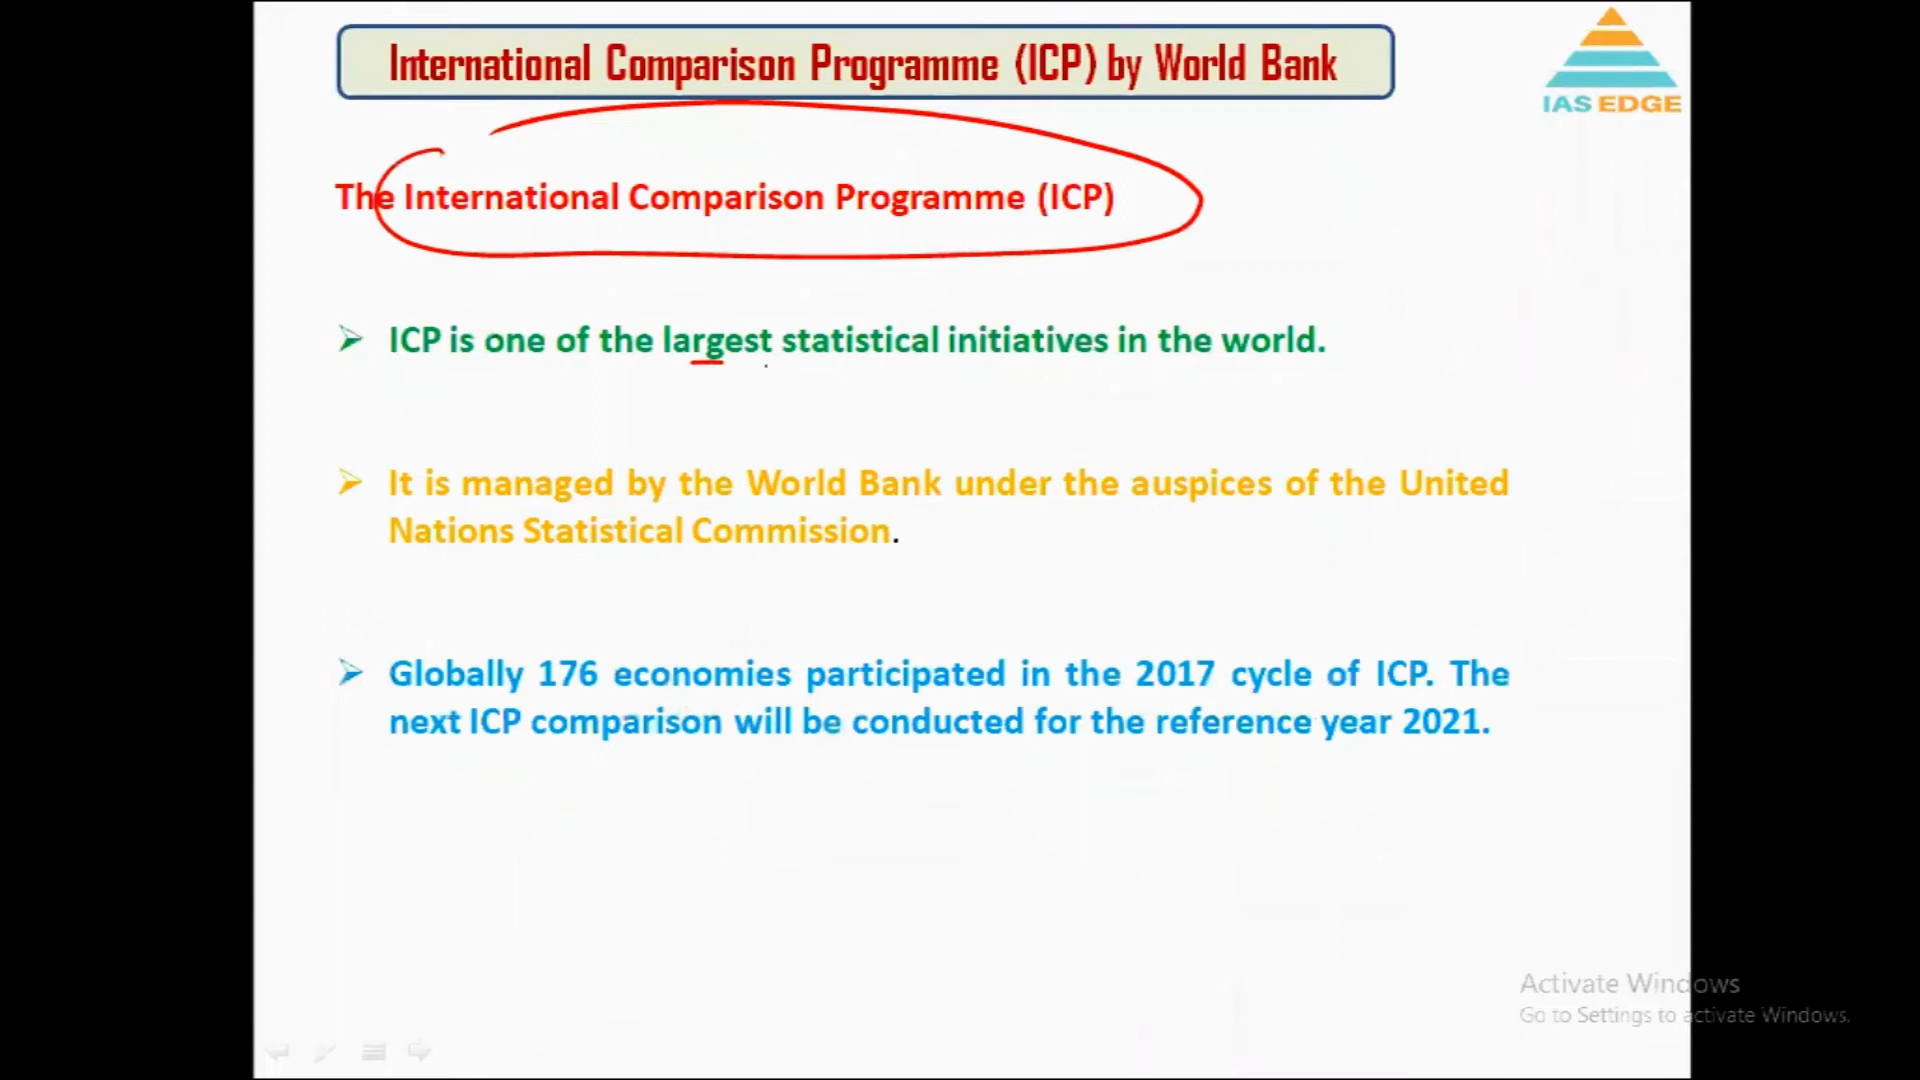 International Comparison Programme (ICP) by World Bank
IAS EDGE
The International Comparison Programme (ICP)
ICP is one of the largest statistical initiatives in the world.
It is managed by the World Bank under the auspices of the United
Nations Statistical Commission.
Globally 176 economies participated in the 2017 cycle of ICP. The
next ICP comparison will be conducted for the reference year 2021.
Activate Windows
Go to Settings to activate Windows.